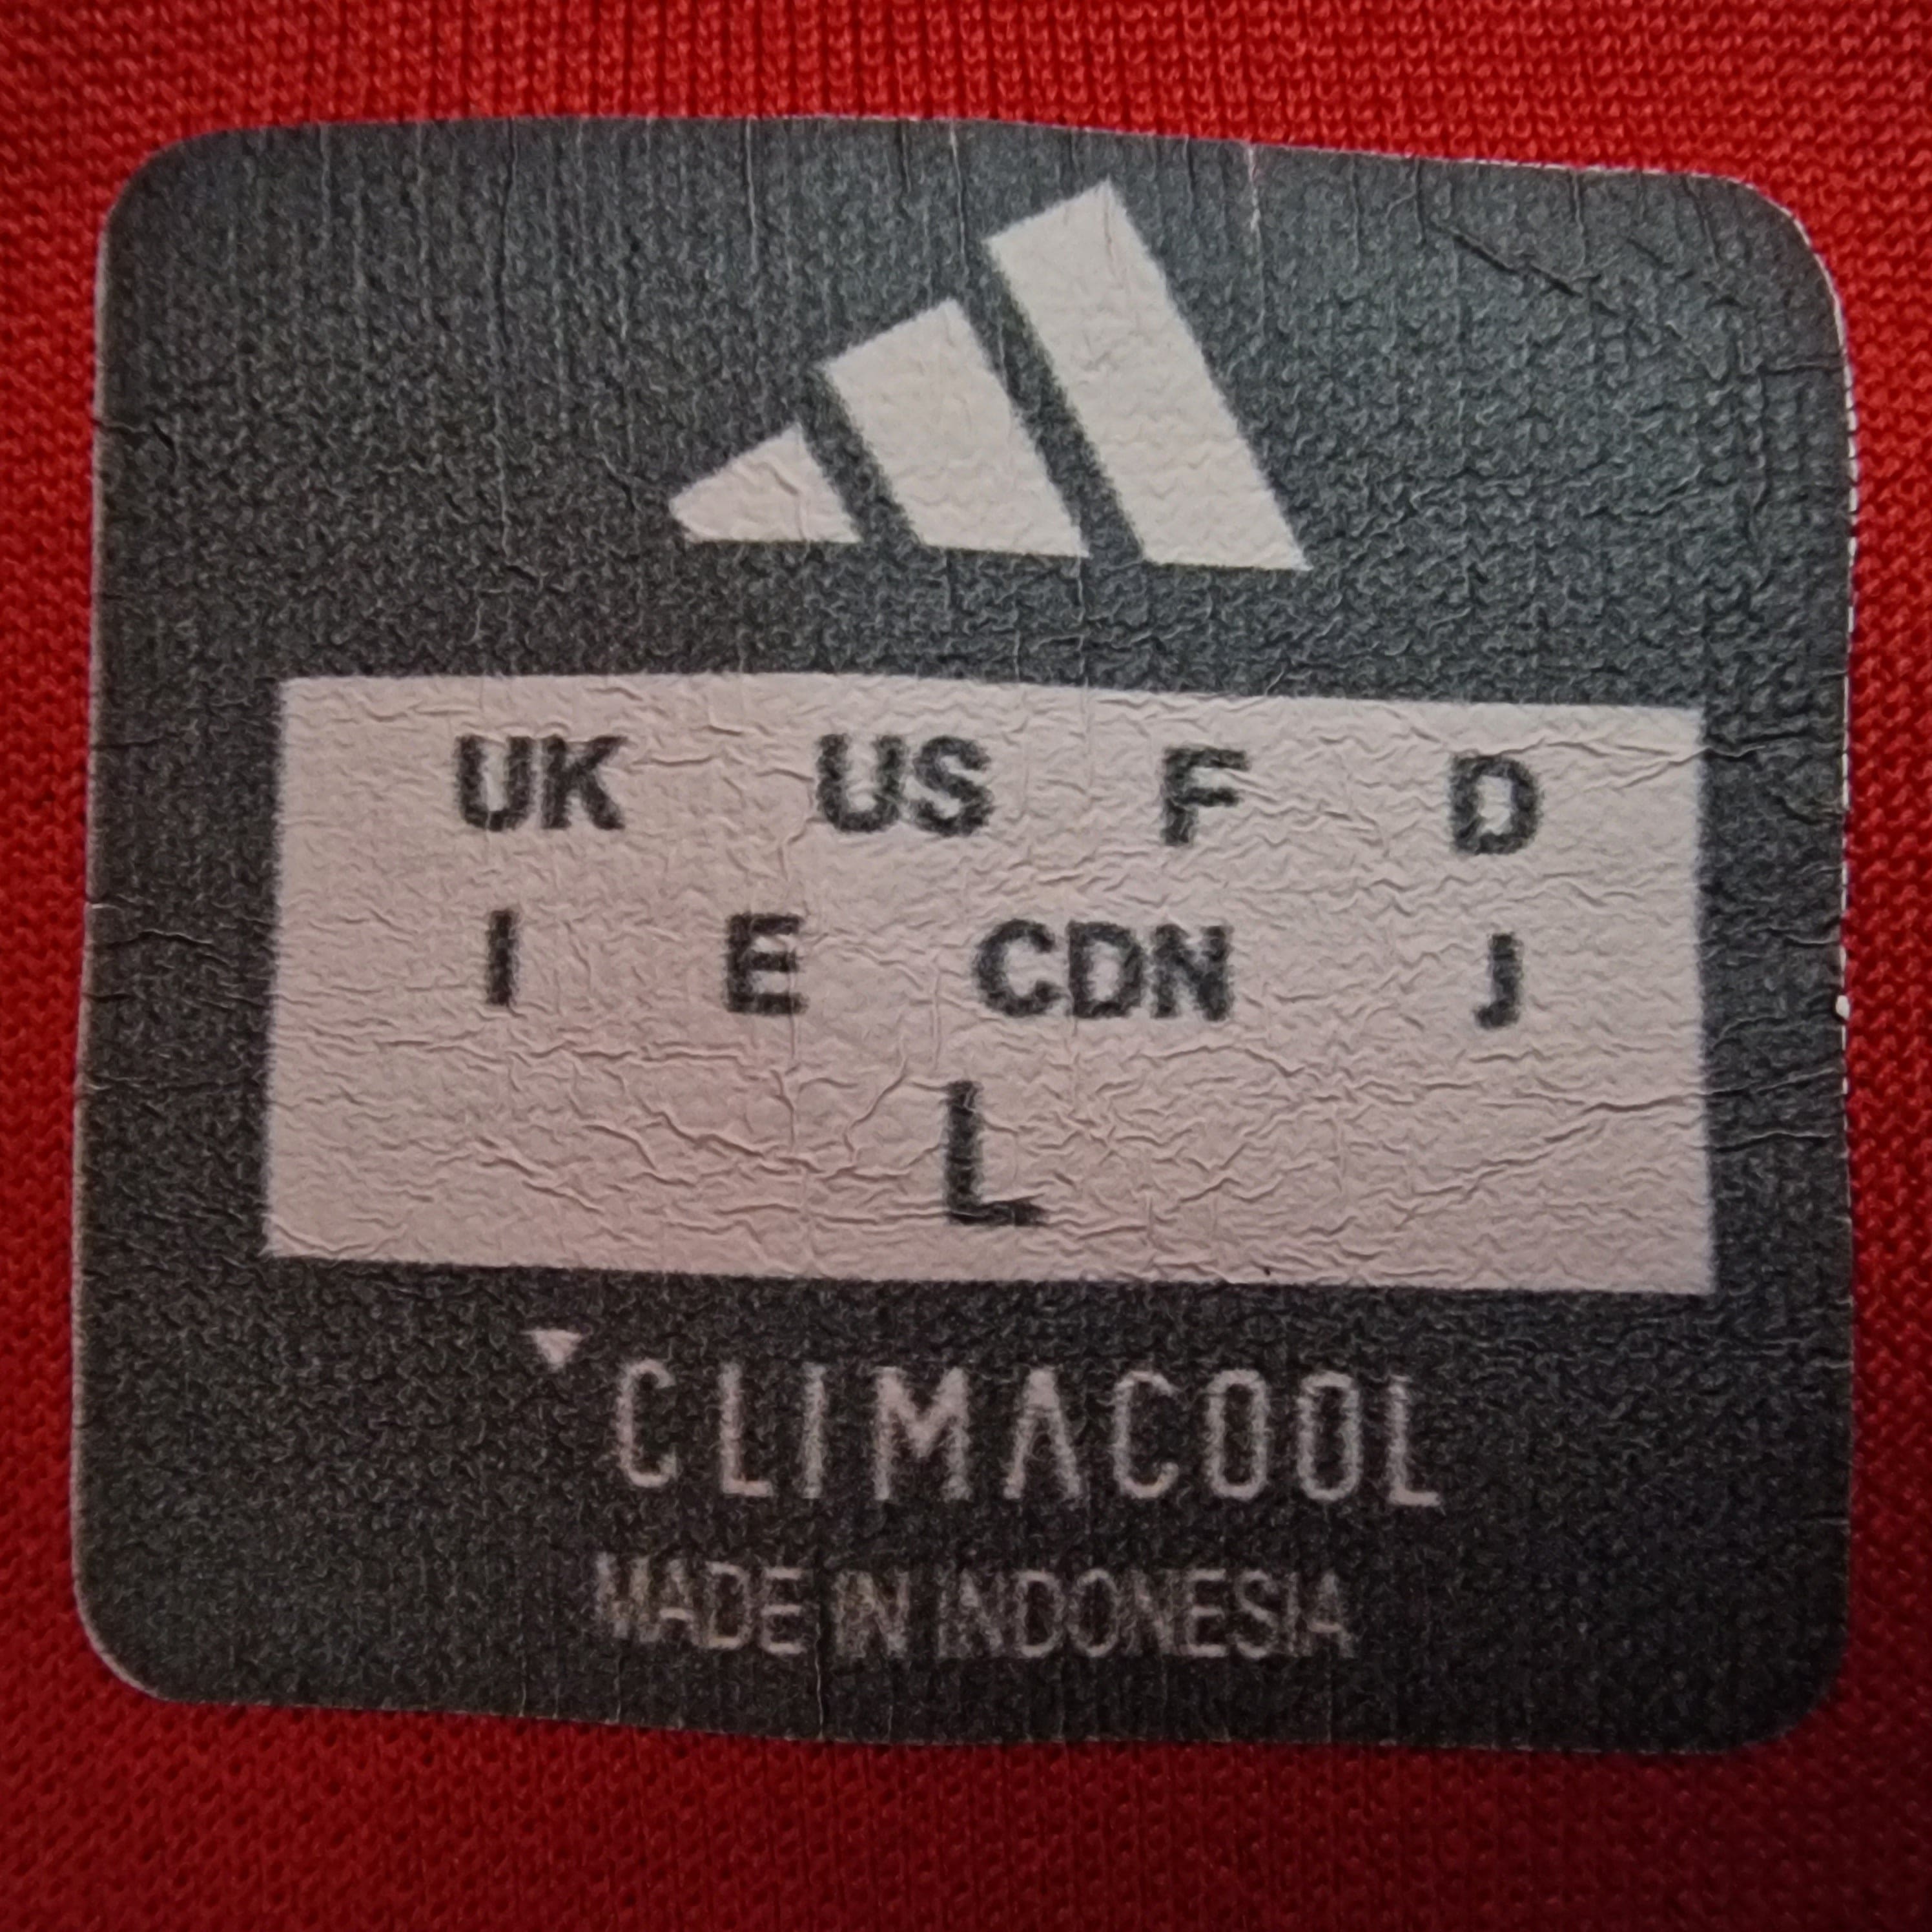 UK US F D
I E CDN J
L
CLIMACOOL
MADE IN INDONESIA